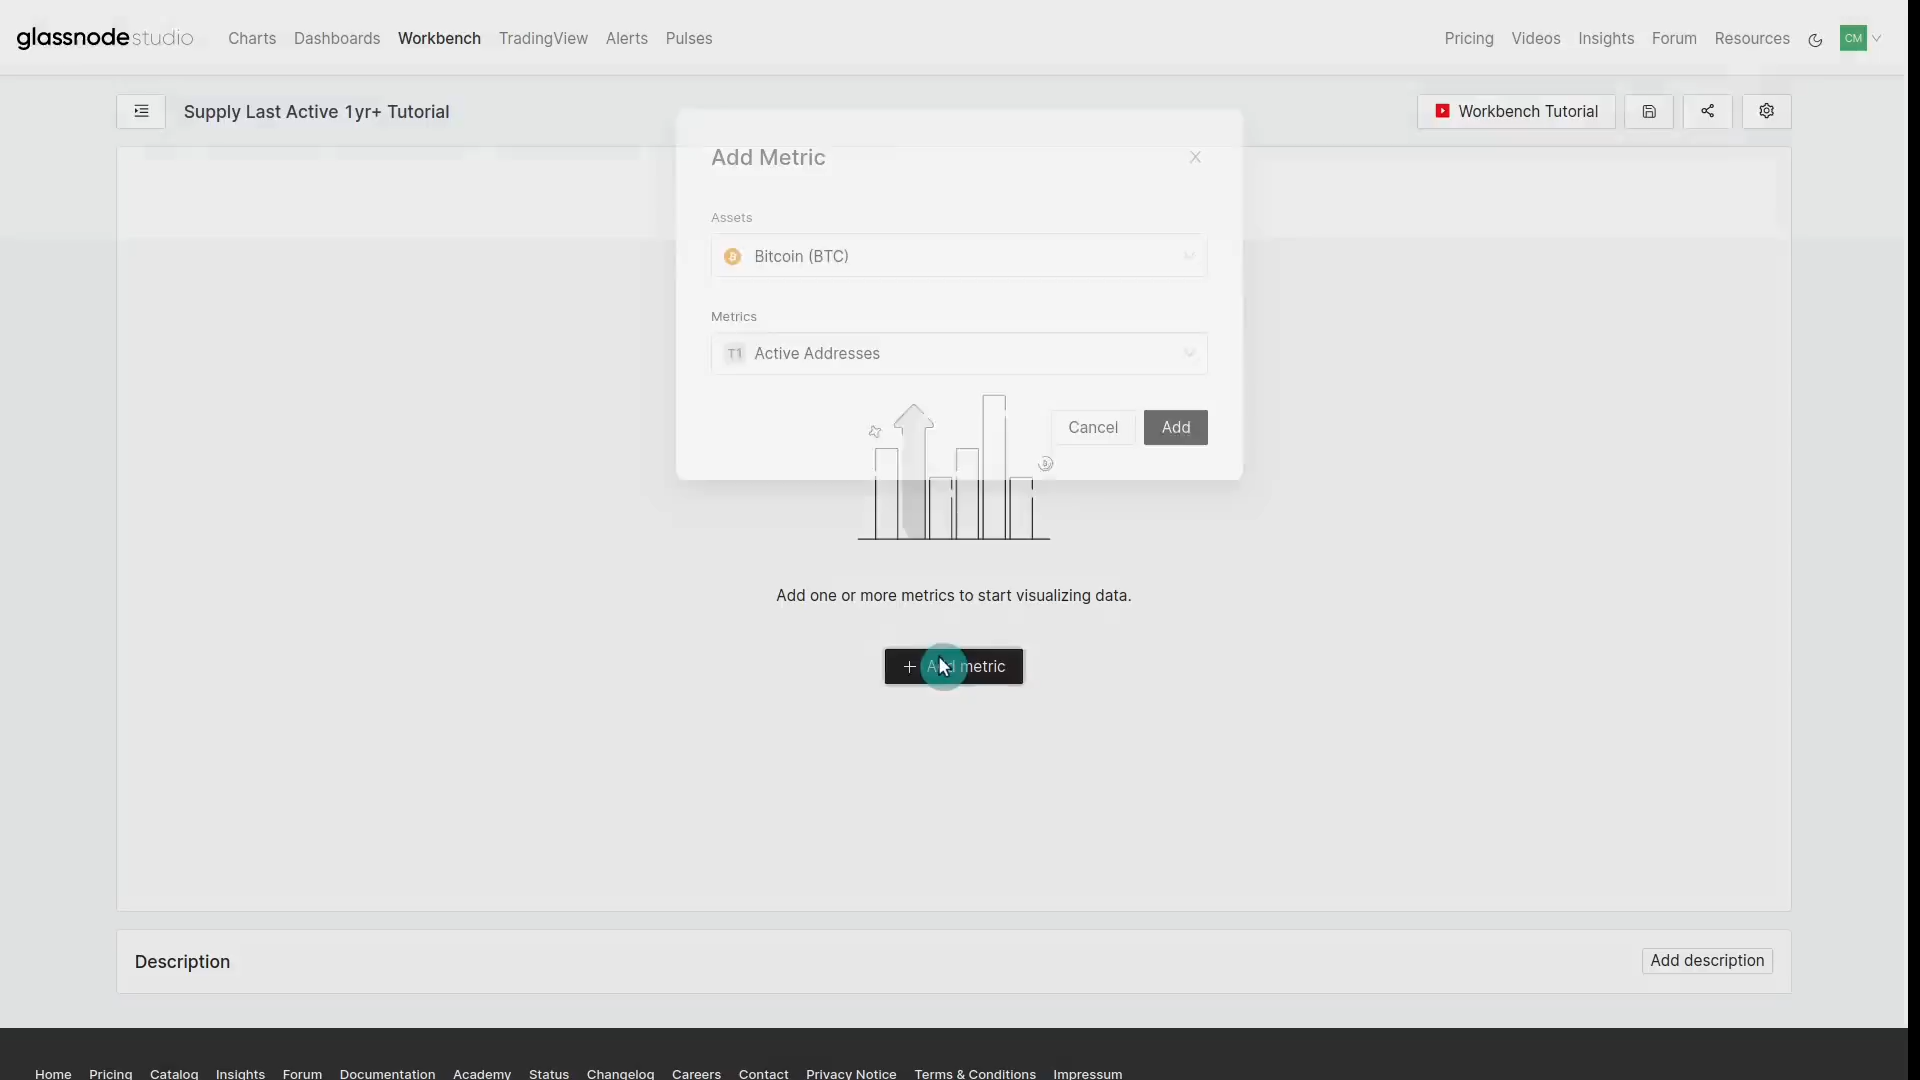 glassnode studio Charts Dashboards Workbench TradingView Alerts Pulses Pricing Videos Insights Forum Resources CM
Supply Last Active 1yr+ Tutorial Workbench Tutorial
Add Metric
Assets
Bitcoin (BTC)
Metrics
T1 Active Addresses
Cancel Add
Add one or more metrics to start visualizing data.
+ Add metric
Description Add description
Home Pricing Catalog Insights Forum Documentation Academy Status Changelog Careers Contact Privacy Notice Terms & Conditions Impressum